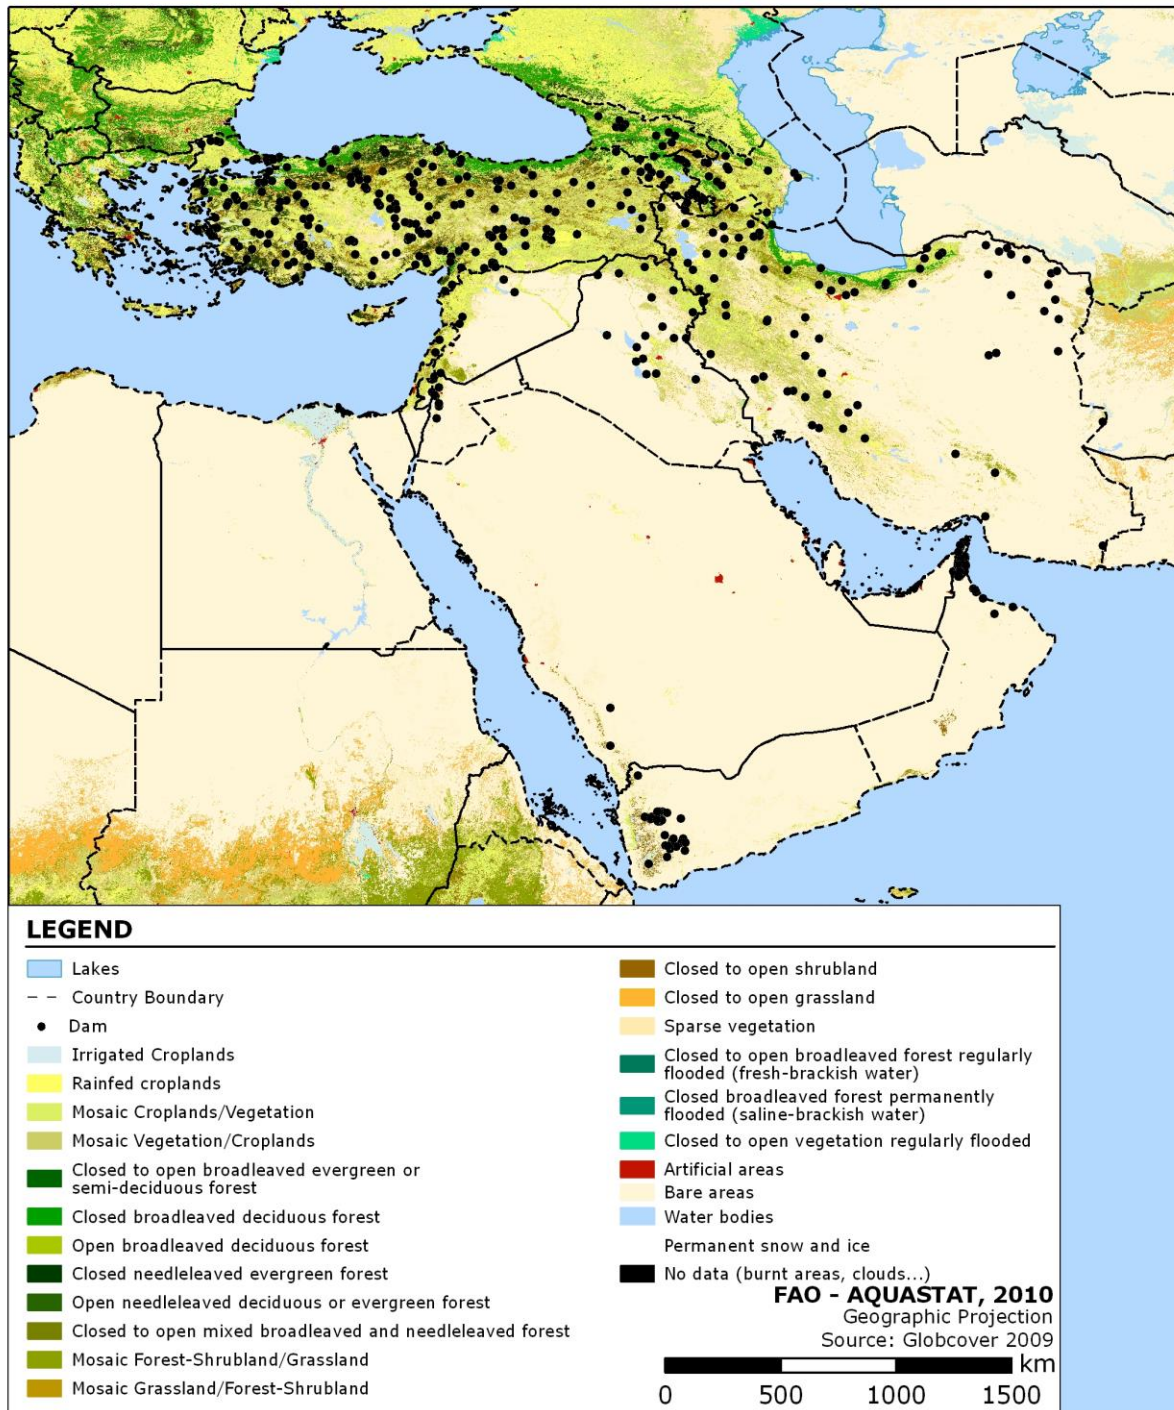 LEGEND
Lakes
Country Boundary
Dam
Irrigated Croplands
Rainfed croplands
Mosaic Croplands/Vegetation
Mosaic Vegetation/Croplands
Closed to open broadleaved evergreen or
semi-deciduous forest
Closed broadleaved deciduous forest
Open broadleaved deciduous forest
Closed needleleaved evergreen forest
Open needleleaved deciduous or evergreen forest
Closed to open mixed broadleaved and needleleaved forest
Mosaic Forest-Shrubland/Grassland
Mosaic Grassland/Forest-Shrubland
Closed to open shrubland
Closed to open grassland
Sparse vegetation
Closed to open broadleaved forest regularly
flooded (fresh-brackish water)
Closed broadleaved forest permanently
flooded (saline-brackish water)
Closed to open vegetation regularly flooded
Artificial areas
Bare areas
Water bodies
Permanent snow and ice
No data (burnt areas, clouds...)
FAO - AQUASTAT, 2010
Geographic Projection
Source: Globcover 2009
km
0 500 1000 1500